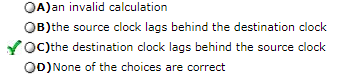 A)an invalid calculation
B)the source clock lags behind the destination clock
C)the destination clock lags behind the source clock
D)None of the choices are correct